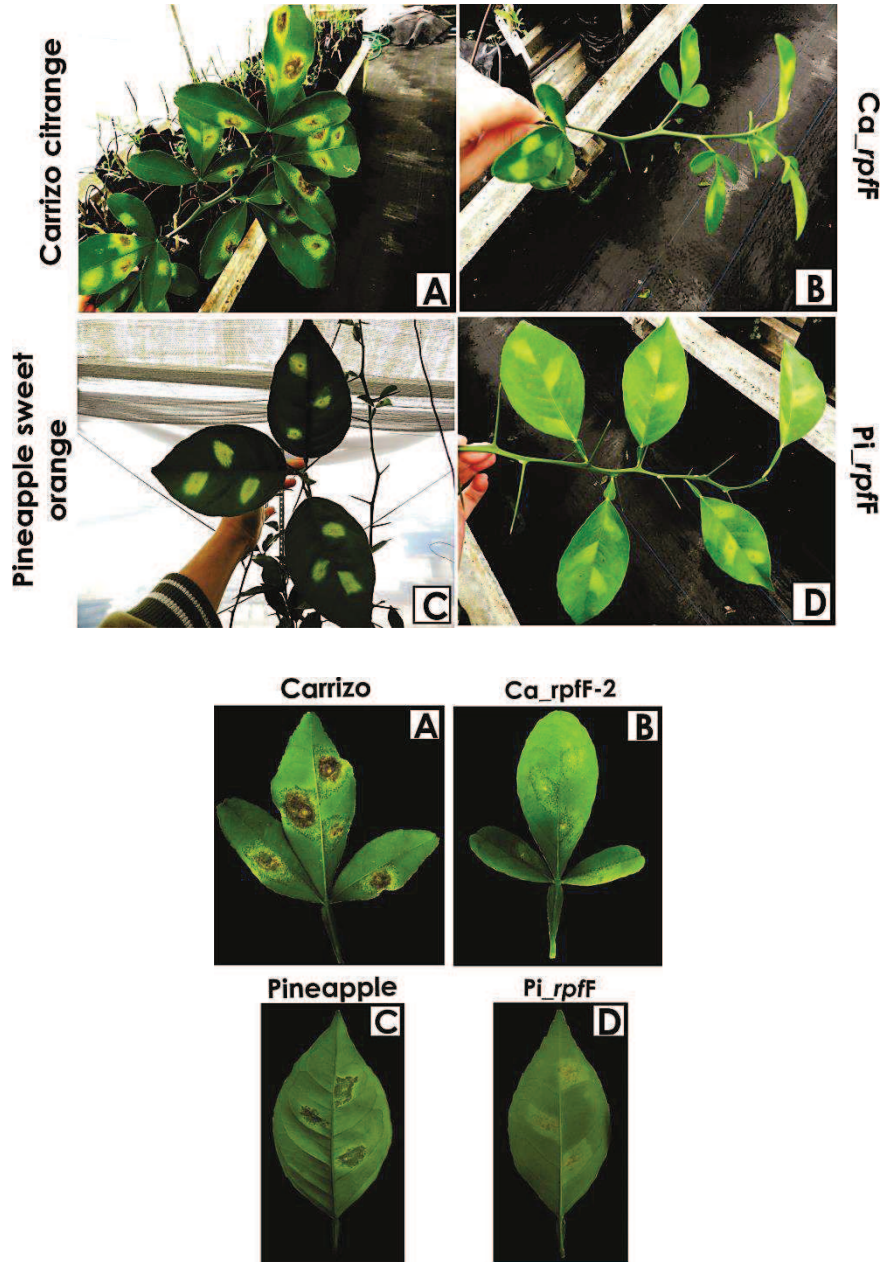 Carrizo citrange
A
B
Ca_rpfF
Pineapple sweet
orange
C
D
Pi_rpfF
Carrizo
A
Ca_rpfF-2
B
Pineapple
C
Pi_rpfF
D